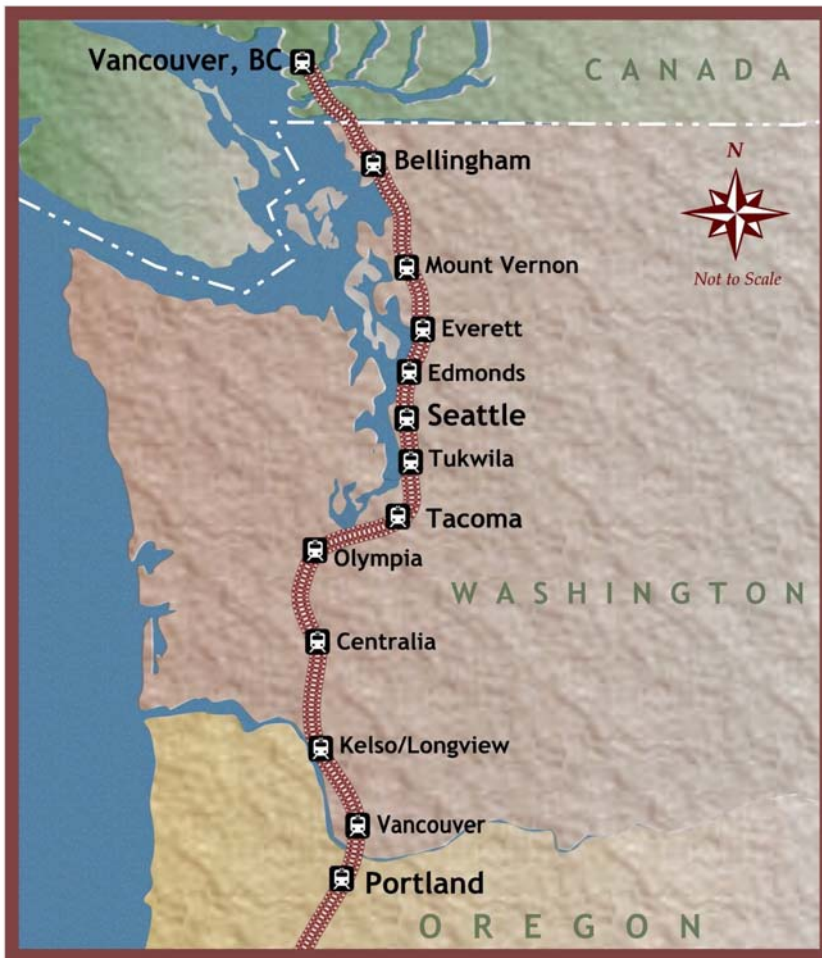 Vancouver, BC
CANADA
Bellingham
N
Mount Vernon
Not to Scale
Everett
Edmonds
Seattle
Tukwila
Tacoma
Olympia
WASHINGTON
Centralia
Kelso/Longview
Vancouver
Portland
OREGON